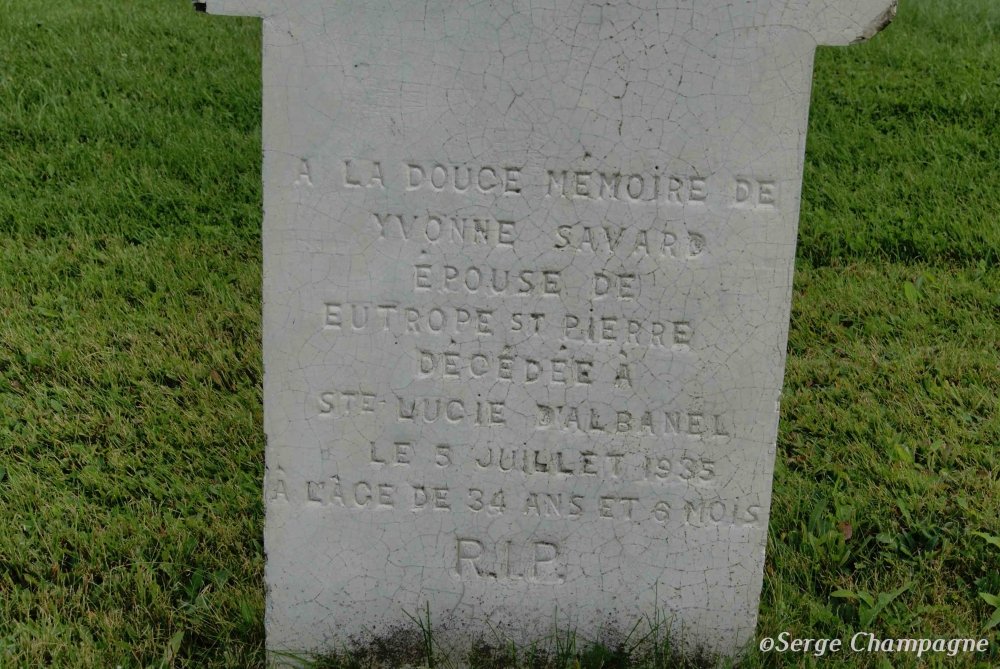 A LA DOUCE MÉMOIRE DE
YVONNE SAVARD
ÉPOUSE DE
EUTROPE ST PIERRE
DÉCÉDÉE À
STE LUCIE D'ALBANEL
LE 5 JUILLET 1935
À L'ÂGE DE 34 ANS ET 6 MOIS
R.I.P.
©Serge Champagne